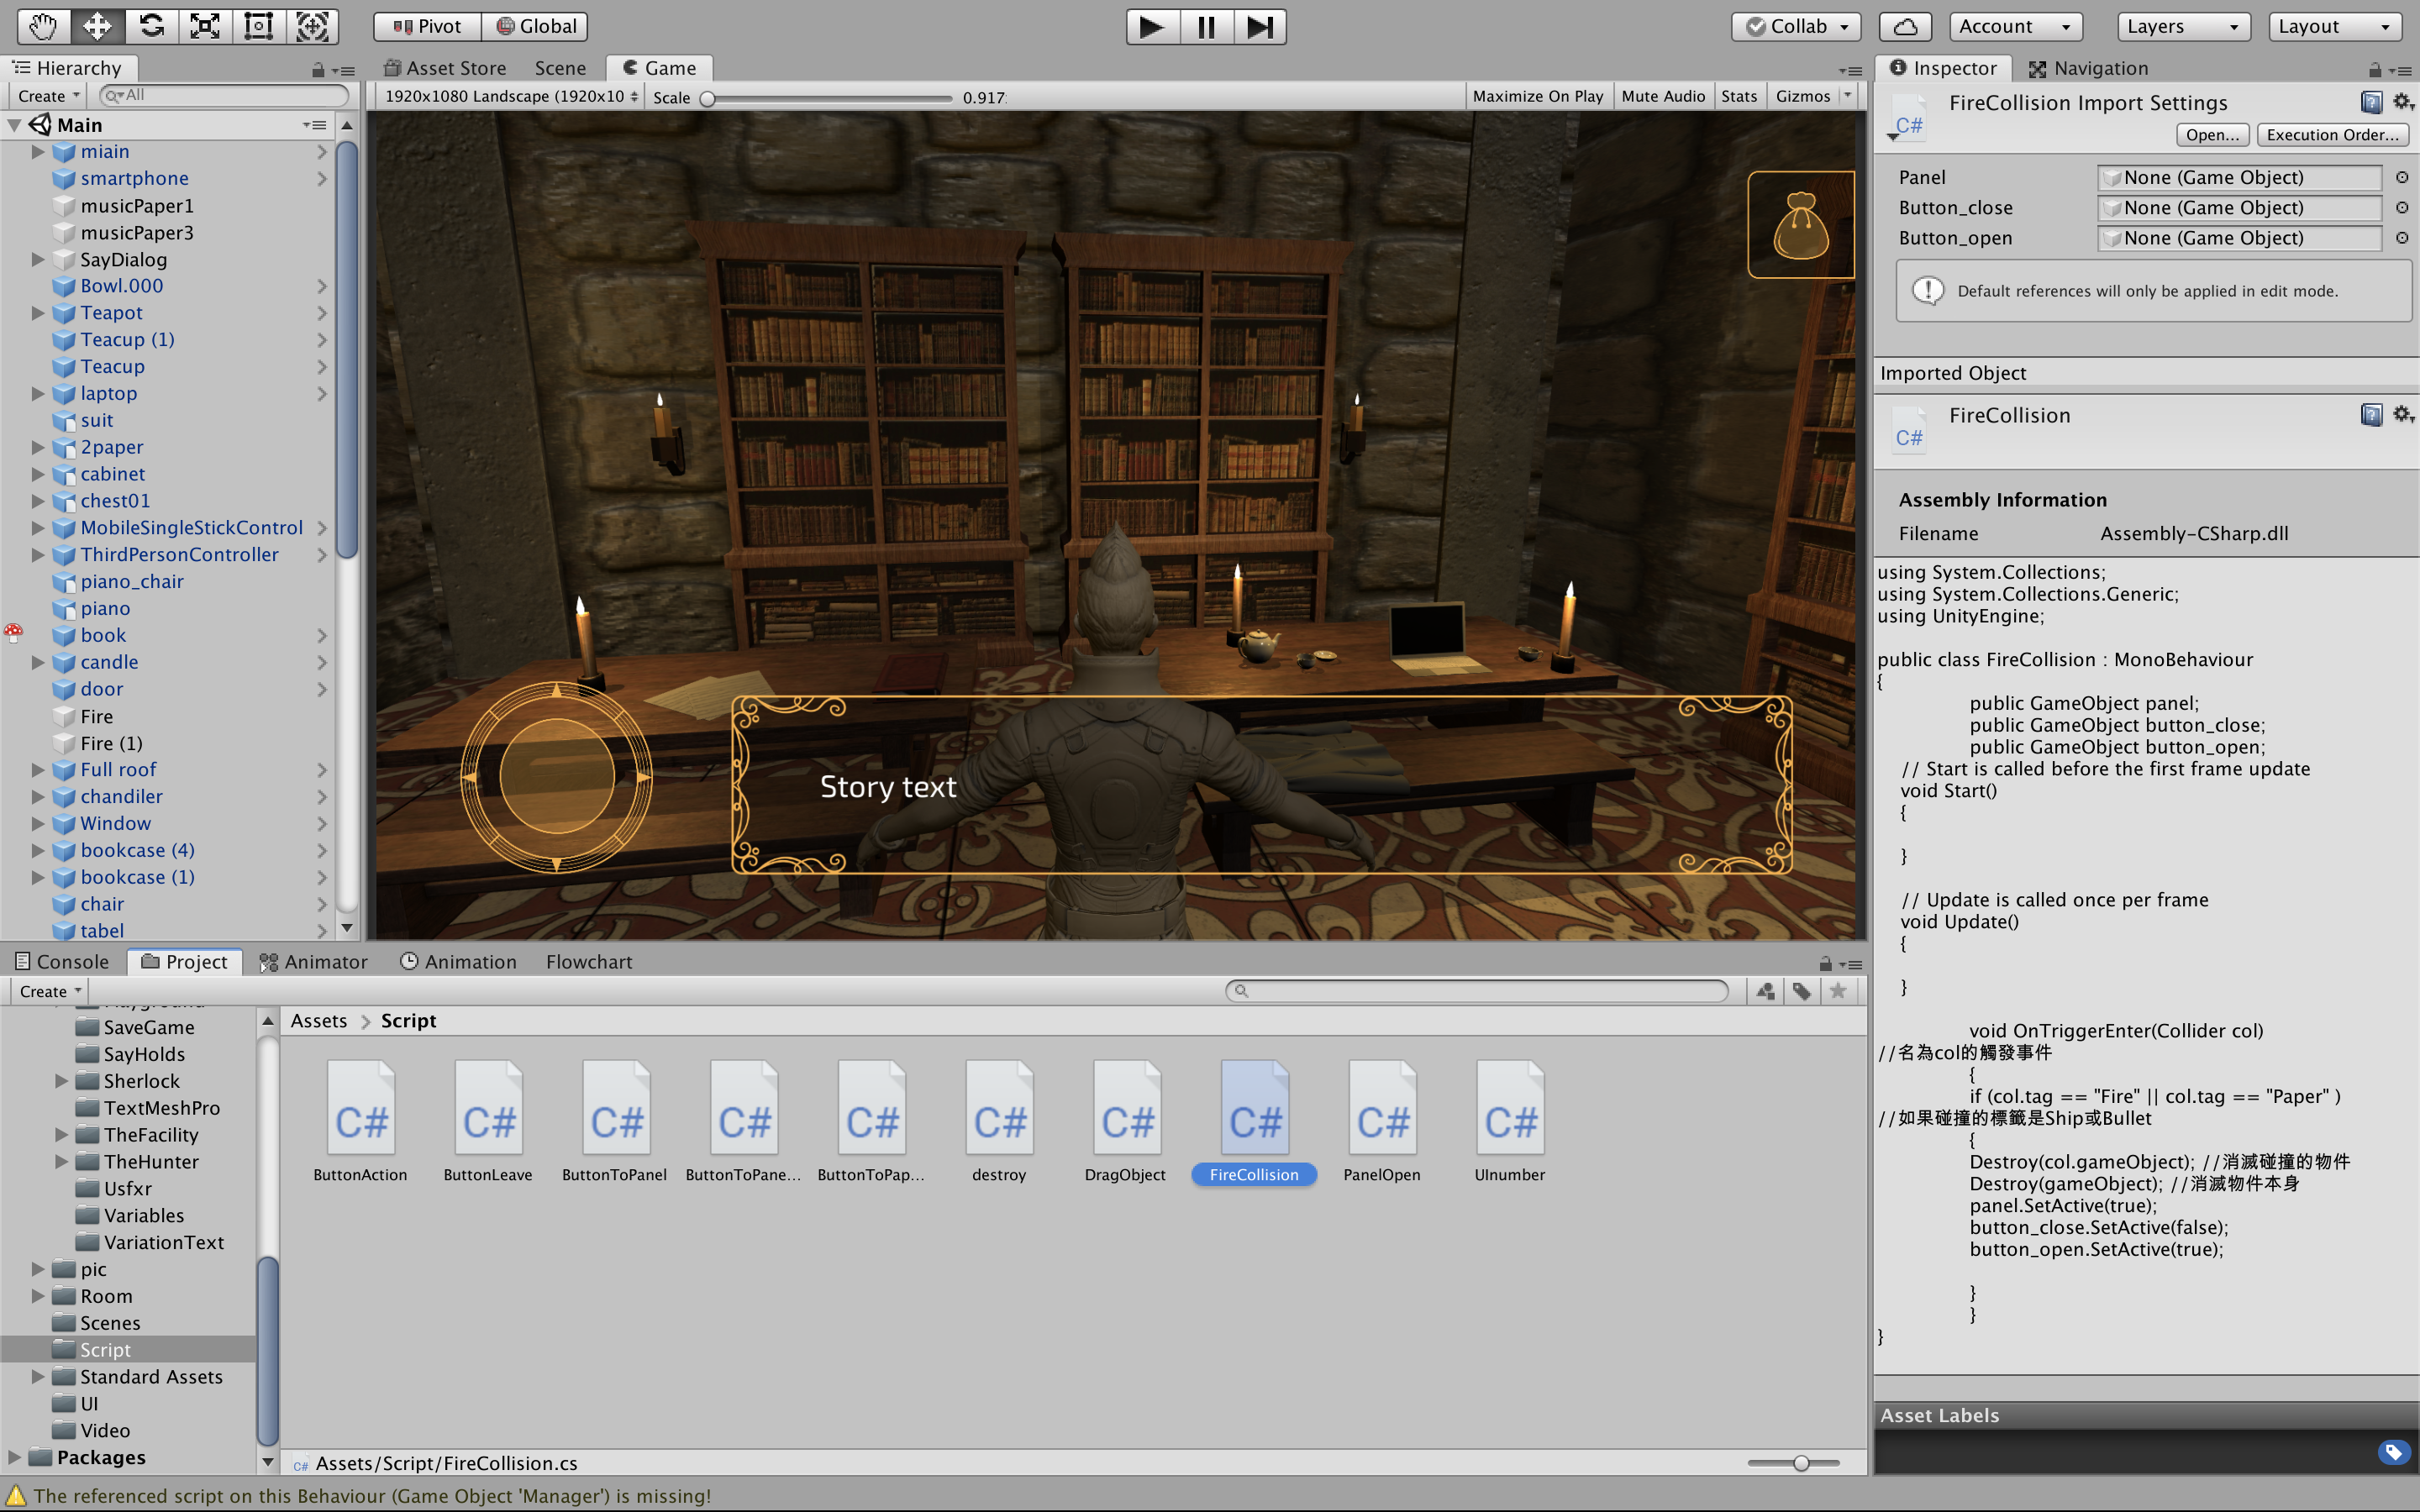 Pivot
Global
Collab
Account
Layers
Layout
Hierarchy
Create
All
Main
miain
smartphone
musicPaper1
musicPaper3
SayDialog
Bowl.000
Teapot
Teacup (1)
Teacup
laptop
suit
2paper
cabinet
chest01
MobileSingleStickControl
ThirdPersonController
piano_chair
piano
book
candle
door
Fire
Fire (1)
Full roof
chandiler
Window
bookcase (4)
bookcase (1)
chair
tabel
Asset Store
Scene
Game
1920x1080 Landscape (1920x10
Scale
0.917
Maximize On Play
Mute Audio
Stats
Gizmos
Story text
Inspector
Navigation
FireCollision Import Settings
Open...
Execution Order...
C#
Panel
None (Game Object)
Button_close
None (Game Object)
Button_open
None (Game Object)
Default references will only be applied in edit mode.
Imported Object
FireCollision
C#
Assembly Information
Filename
Assembly-CSharp.dll
using System.Collections;
using System.Collections.Generic;
using UnityEngine;
public class FireCollision : MonoBehaviour
{
public GameObject panel;
public GameObject button_close;
public GameObject button_open;
// Start is called before the first frame update
void Start()
{
}
// Update is called once per frame
void Update()
{
}
void OnTriggerEnter(Collider col)
//名為col的觸發事件
{
if (col.tag == "Fire" || col.tag == "Paper" )
//如果碰撞的標籤是Ship或Bullet
{
Destroy(col.gameObject); //消滅碰撞的物件
Destroy(gameObject); //消滅物件本身
panel.SetActive(true);
button_close.SetActive(false);
button_open.SetActive(true);
}
}
}
Asset Labels
Console
Project
Animator
Animation
Flowchart
Create
SaveGame
SayHolds
Sherlock
TextMeshPro
TheFacility
TheHunter
Usfxr
Variables
VariationText
pic
Room
Scenes
Script
Standard Assets
UI
Video
Packages
Assets
Script
C#
C#
C#
C#
C#
C#
C#
C#
C#
C#
ButtonAction
ButtonLeave
ButtonToPanel
ButtonToPane...
ButtonToPap...
destroy
DragObject
FireCollision
PanelOpen
UInumber
C# Assets/Script/FireCollision.cs
The referenced script on this Behaviour (Game Object 'Manager') is missing!